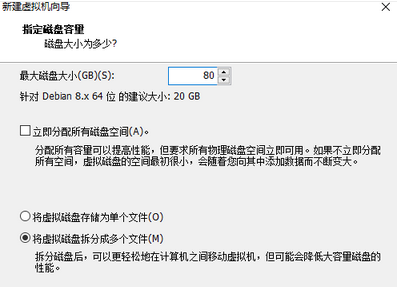 新建虚拟机向导
指定磁盘容量
磁盘大小为多少?
最大磁盘大小(GB)(S): 80
针对 Debian 8.x 64 位 的建议大小: 20 GB
立即分配所有磁盘空间(A)。
分配所有容量可以提高性能，但要求所有物理磁盘空间立即可用。如果不立即分配
所有空间，虚拟磁盘的空间最初很小，会随着您向其中添加数据而不断变大。
将虚拟磁盘存储为单个文件(O)
将虚拟磁盘拆分成多个文件(M)
拆分磁盘后，可以更轻松地在计算机之间移动虚拟机，但可能会降低大容量磁盘的
性能。